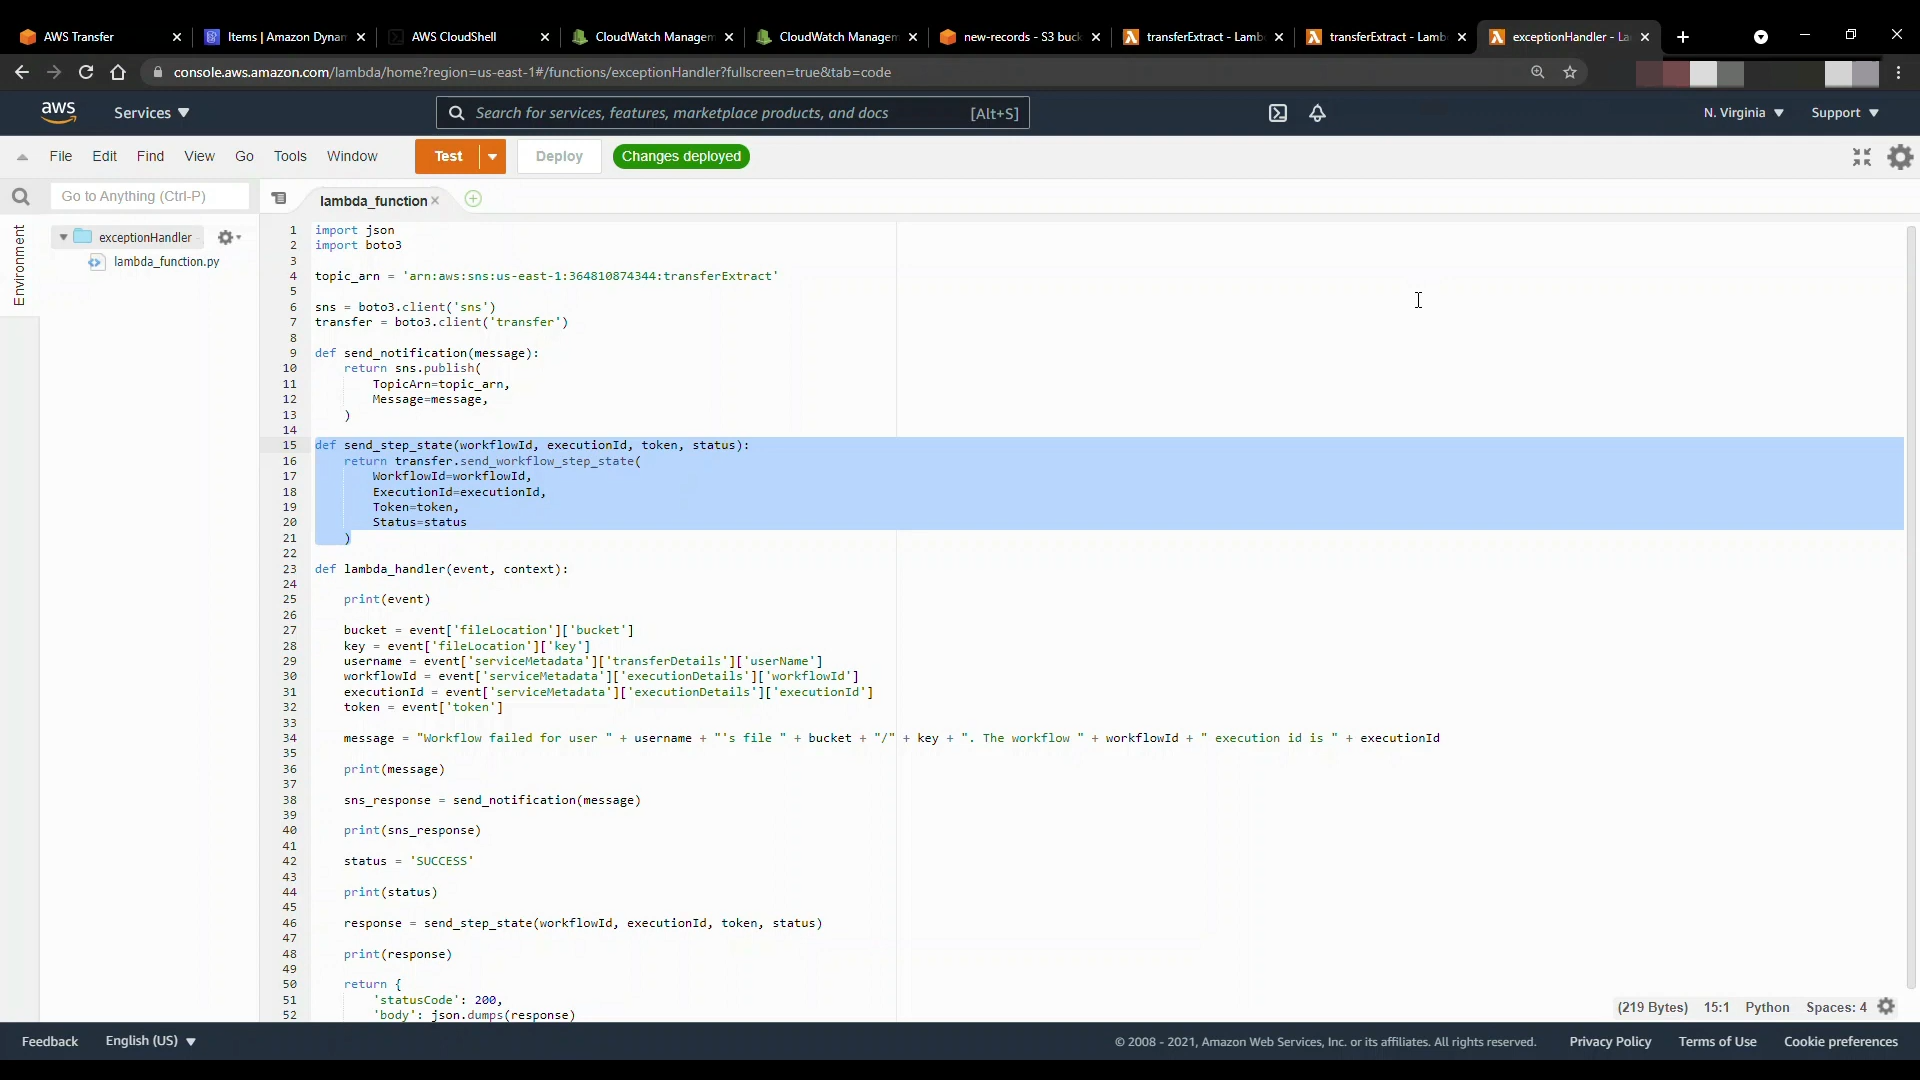 AWS Transfer
Items | Amazon Dynam
AWS CloudShell
CloudWatch Managem
CloudWatch Managem
new-records - S3 buck
transferExtract - Lamb
transferExtract - Lamb
exceptionHandler - La
console.aws.amazon.com/lambda/home?region=us-east-1#/functions/exceptionHandler?fullscreen=true&tab=code
aws
Services
Search for services, features, marketplace products, and docs [Alt+S]
N. Virginia
Support
File Edit Find View Go Tools Window
Test
Deploy
Changes deployed
Go to Anything (Ctrl-P)
lambda_function
Environment
exceptionHandler
lambda_function.py
1 import json
2 import boto3
3
4 topic_arn = 'arn:aws:sns:us-east-1:364810874344:transferExtract'
5
6 sns = boto3.client('sns')
7 transfer = boto3.client('transfer')
8
9 def send_notification(message):
10 return sns.publish(
11 TopicArn=topic_arn,
12 Message=message,
13 )
14
15 def send_step_state(workflowId, executionId, token, status):
16 return transfer.send_workflow_step_state(
17 WorkflowId=workflowId,
18 ExecutionId=executionId,
19 Token=token,
20 Status=status
21 )
22
23 def lambda_handler(event, context):
24
25 print(event)
26
27 bucket = event['fileLocation']['bucket']
28 key = event['fileLocation']['key']
29 username = event['serviceMetadata']['transferDetails']['userName']
30 workflowId = event['serviceMetadata']['executionDetails']['workflowId']
31 executionId = event['serviceMetadata']['executionDetails']['executionId']
32 token = event['token']
33
34 message = "Workflow failed for user " + username + "'s file " + bucket + "/" + key + ". The workflow " + workflowId + " execution id is " + executionId
35
36 print(message)
37
38 sns_response = send_notification(message)
39
40 print(sns_response)
41
42 status = 'SUCCESS'
43
44 print(status)
45
46 response = send_step_state(workflowId, executionId, token, status)
47
48 print(response)
49
50 return {
51 'statusCode': 200,
52 'body': json.dumps(response)
(219 Bytes) 15:1 Python Spaces: 4
Feedback English (US)
© 2008 - 2021, Amazon Web Services, Inc. or its affiliates. All rights reserved. Privacy Policy Terms of Use Cookie preferences